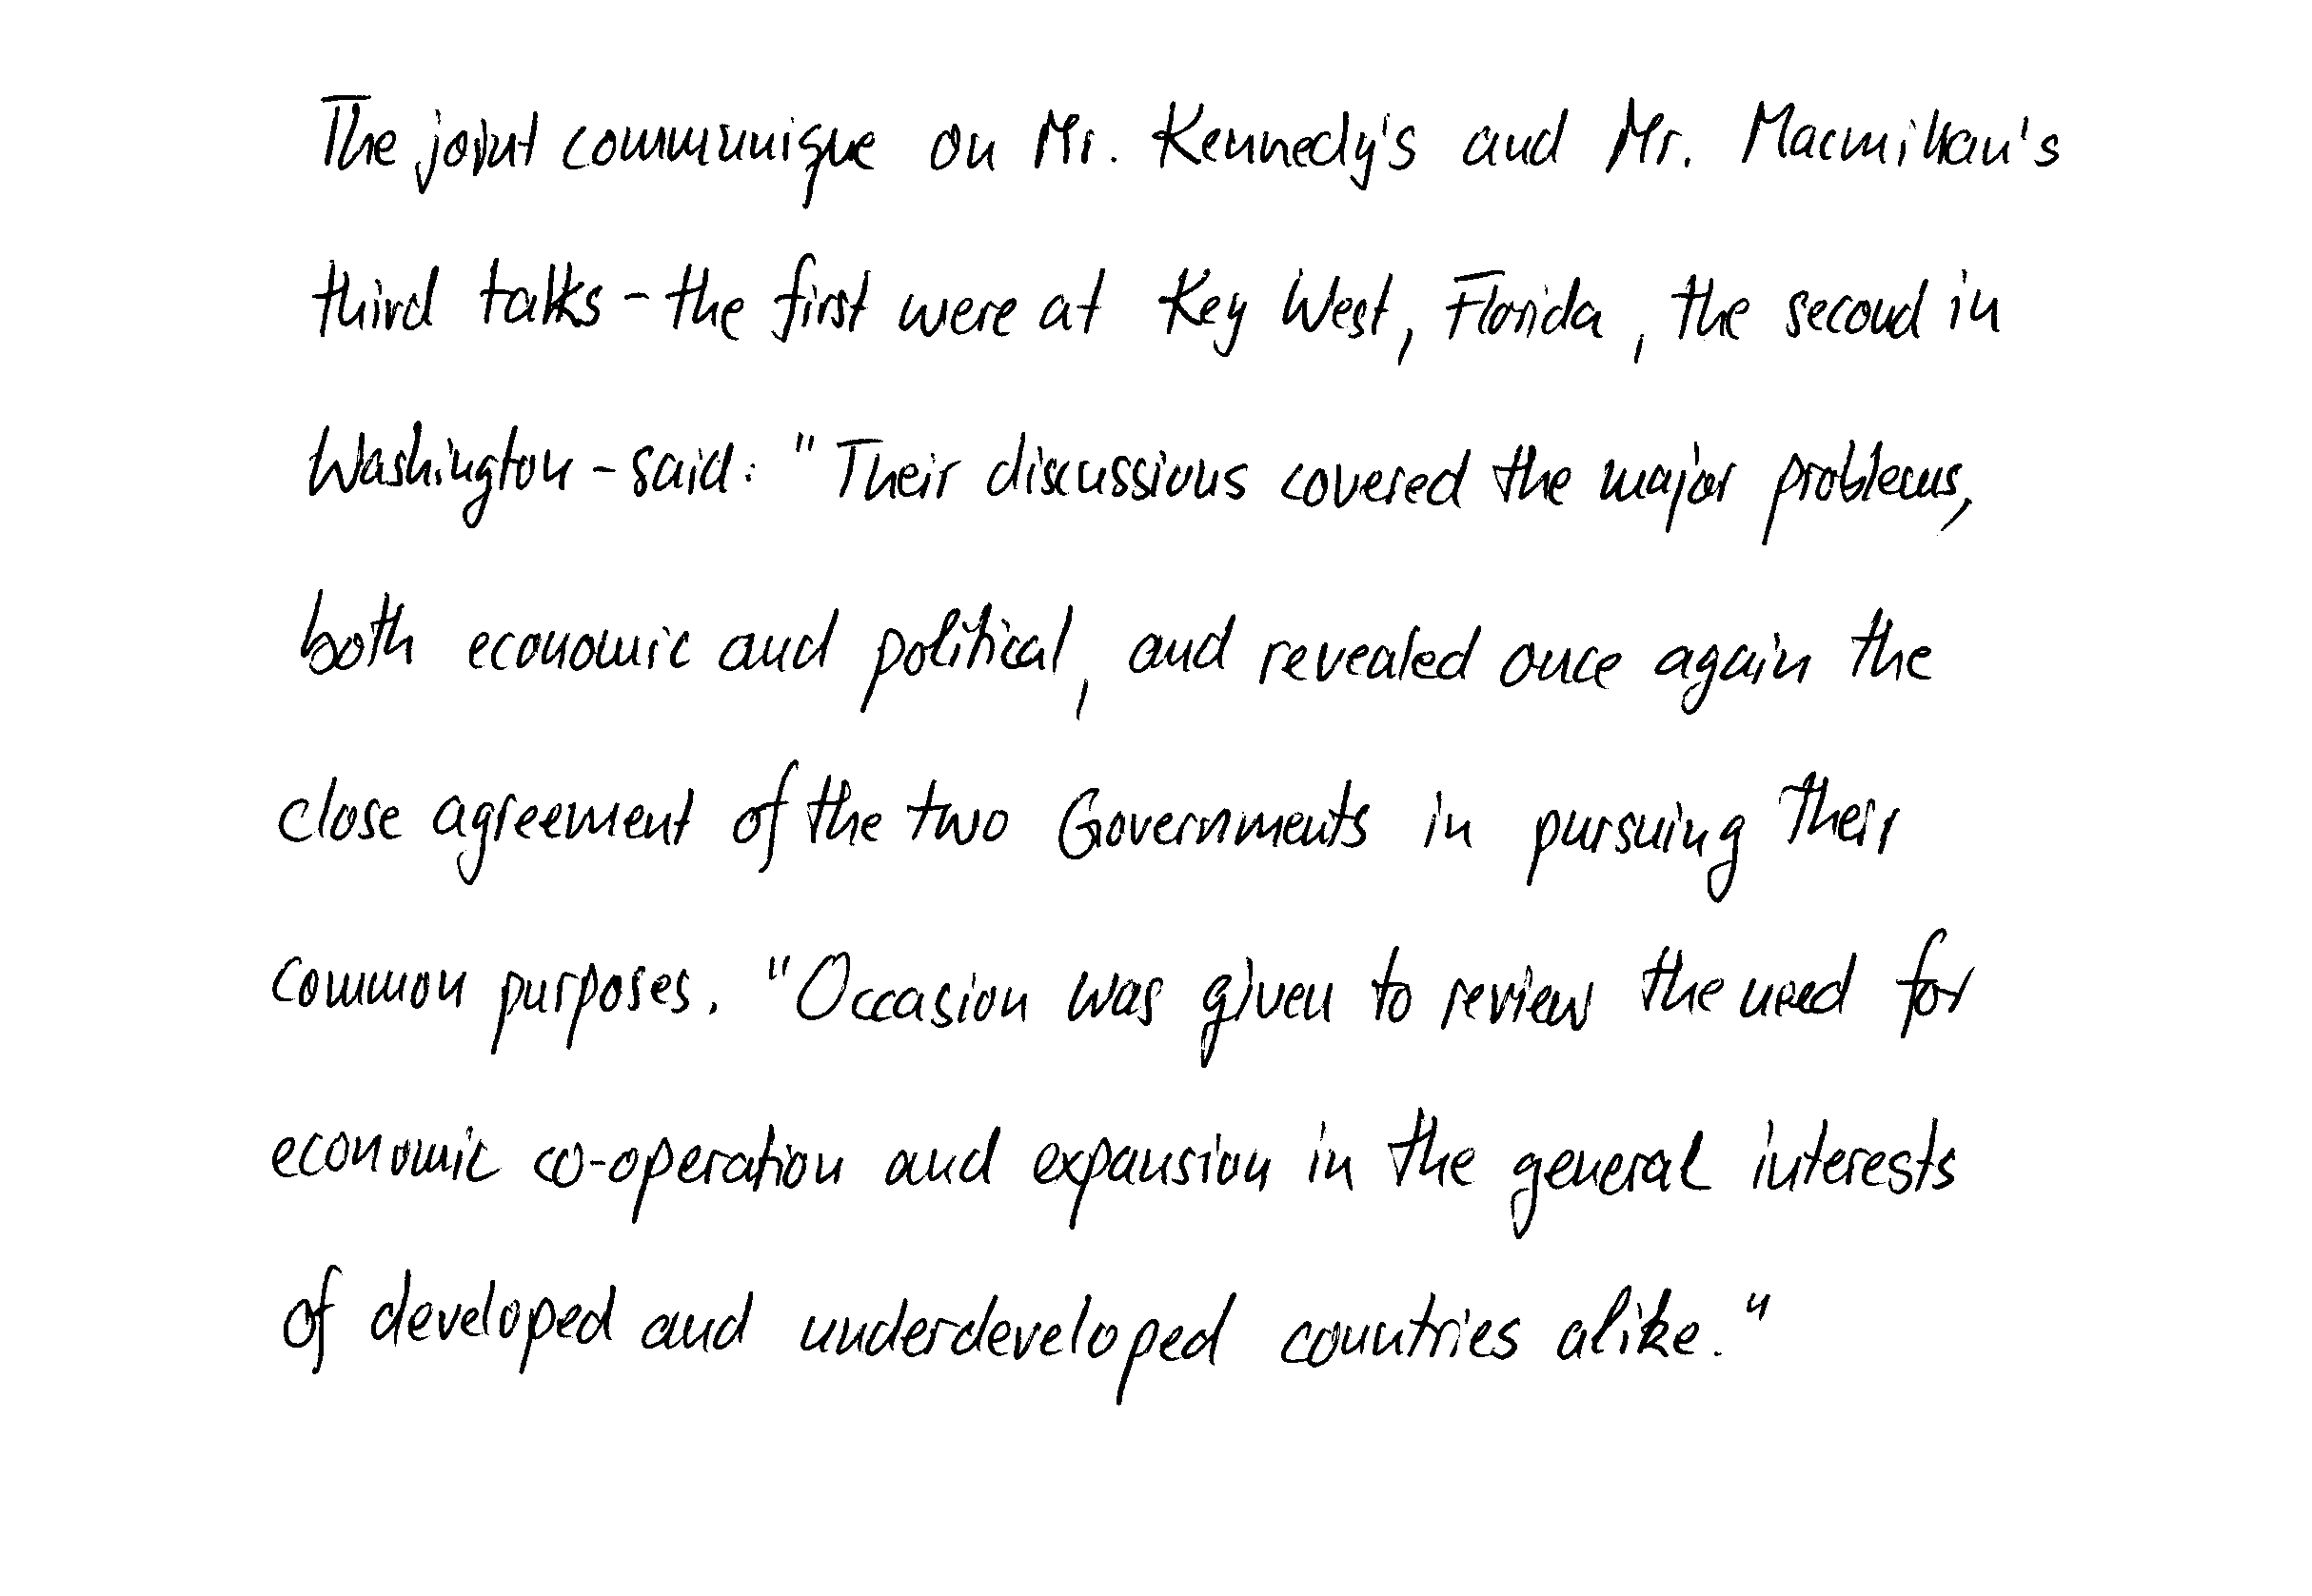 The joint communique on Mr. Kennedy's and Mr. Macmillan's
third talks - the first were at Key West, Florida, the second in
Washington - said: "Their discussions covered the major problems,
both economic and political, and revealed once again the
close agreement of the two Governments in pursuing their
common purposes. "Occasion was given to review the need for
economic co-operation and expansion in the general interests
of developed and underdeveloped countries alike."